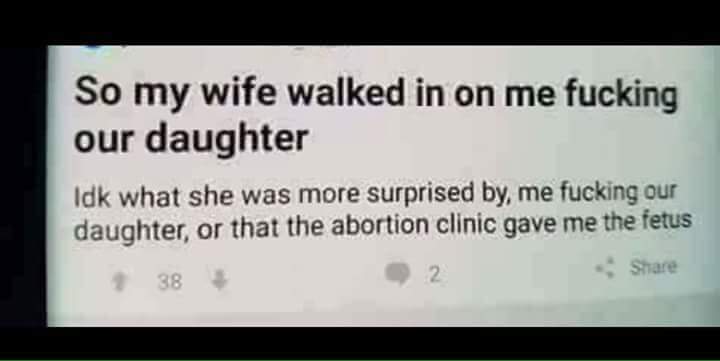 So my wife walked in on me fucking
our daughter
Idk what she was more surprised by, me fucking our
daughter, or that the abortion clinic gave me the fetus
38 2 Share